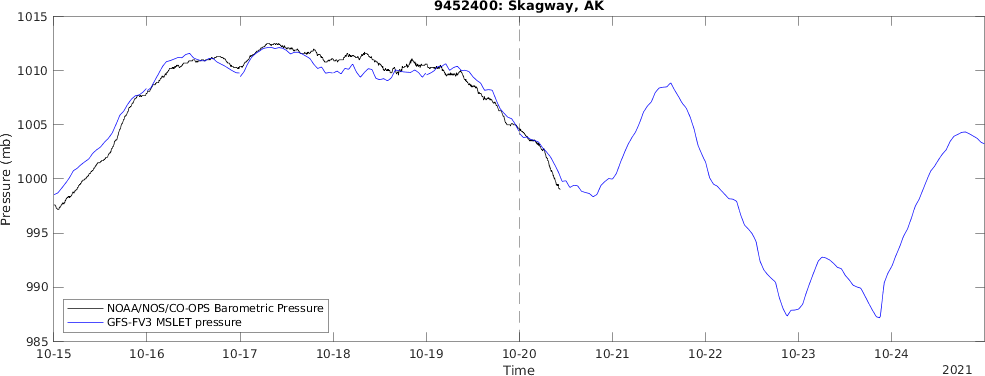 9452400: Skagway, AK
1015
1010
1005
1000
995
990
985
Pressure (mb)
NOAA/NOS/CO-OPS Barometric Pressure
GFS-FV3 MSLET pressure
10-15 10-16 10-17 10-18 10-19 10-20 10-21 10-22 10-23 10-24
Time
2021